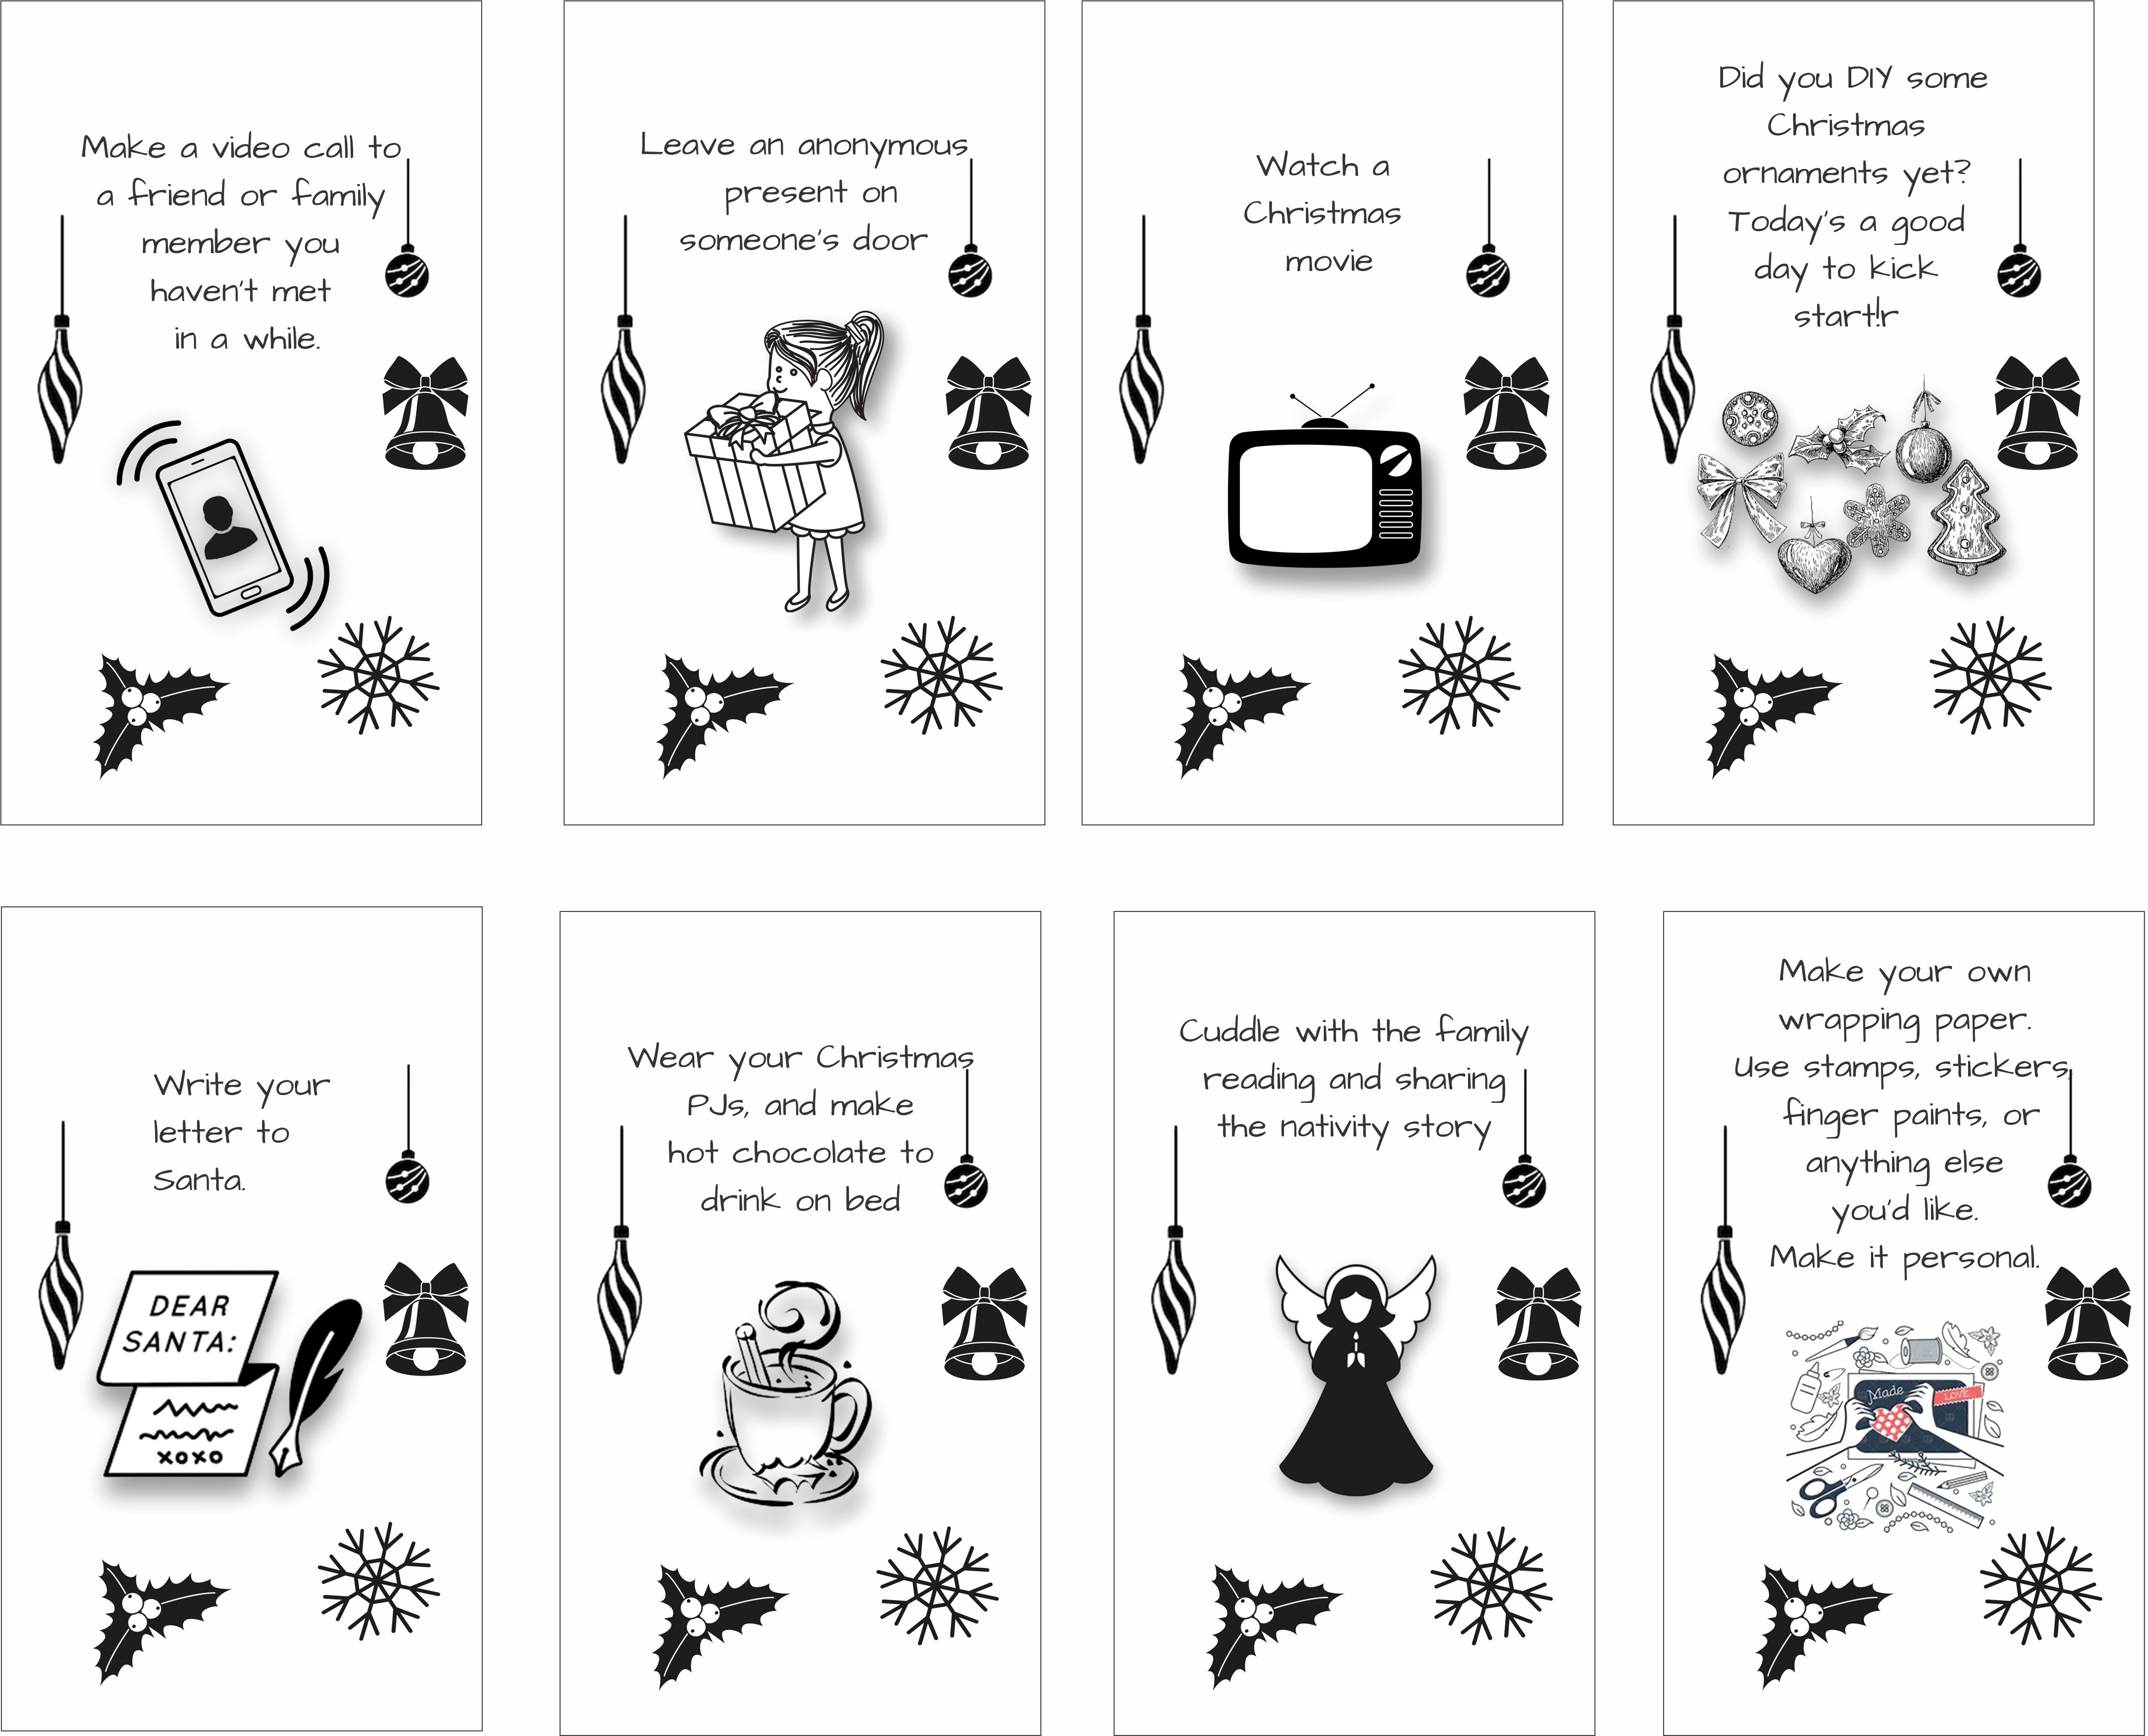 Make a video call to
a friend or family
member you
haven't met
in a while.
Leave an anonymous
present on
someone's door
Watch a
Christmas
movie
Did you DIY some
Christmas
ornaments yet?
Today's a good
day to kick
start!r
Write your
letter to
Santa.
DEAR
SANTA:
xoxo
Wear your Christmas
PJs, and make
hot chocolate to
drink on bed
Cuddle with the family
reading and sharing
the nativity story
Make your own
wrapping paper.
Use stamps, stickers,
finger paints, or
anything else
you'd like.
Make it personal.
Made
LOVE